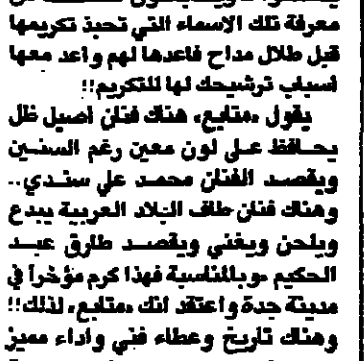 معرفة تلك الاسماء التي تحبذ تكريمها
قبل طلال مداح فاعدها لهم واعد معها
اسباب ترشيحك لها للتكريم!!
يقول «متابع» هناك فنان اصيل ظل
يحافظ على لون معين رغم السنين
ويقصد الفنان محمد علي سندي..
وهناك فنان طاف البلاد العربية يبدع
ويلحن ويغني ويقصد طارق عبد
الحكيم «وبالمناسبة فهذا كرم مؤخراً في
مدينة جدة واعتقد انك «متابع» لذلك!!
وهناك تاريخ وعطاء فني واداء مميز